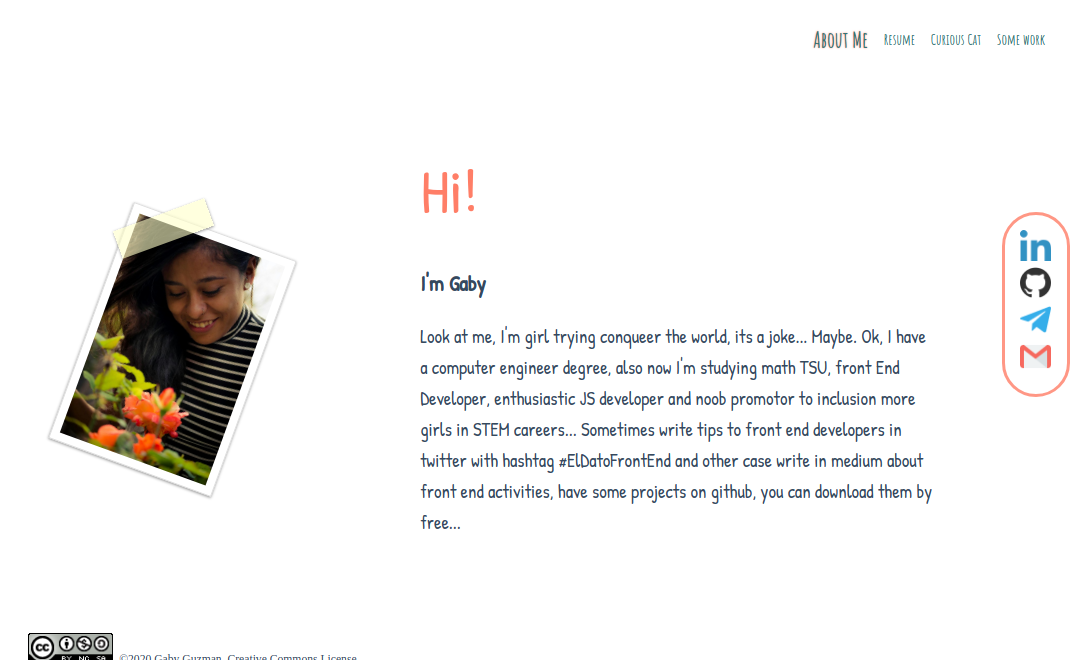 About Me Resume Curious Cat Some work
Hi!
I'm Gaby
Look at me, I'm girl trying conqueer the world, its a joke... Maybe. Ok, I have
a computer engineer degree, also now I'm studying math TSU, front End
Developer, enthusiastic JS developer and noob promotor to inclusion more
girls in STEM careers... Sometimes write tips to front end developers in
twitter with hashtag #ElDatoFrontEnd and other case write in medium about
front end activities, have some projects on github, you can download them by
free...
in
cc
BY NC SA
©2020 Gaby Guzman. Creative Commons License